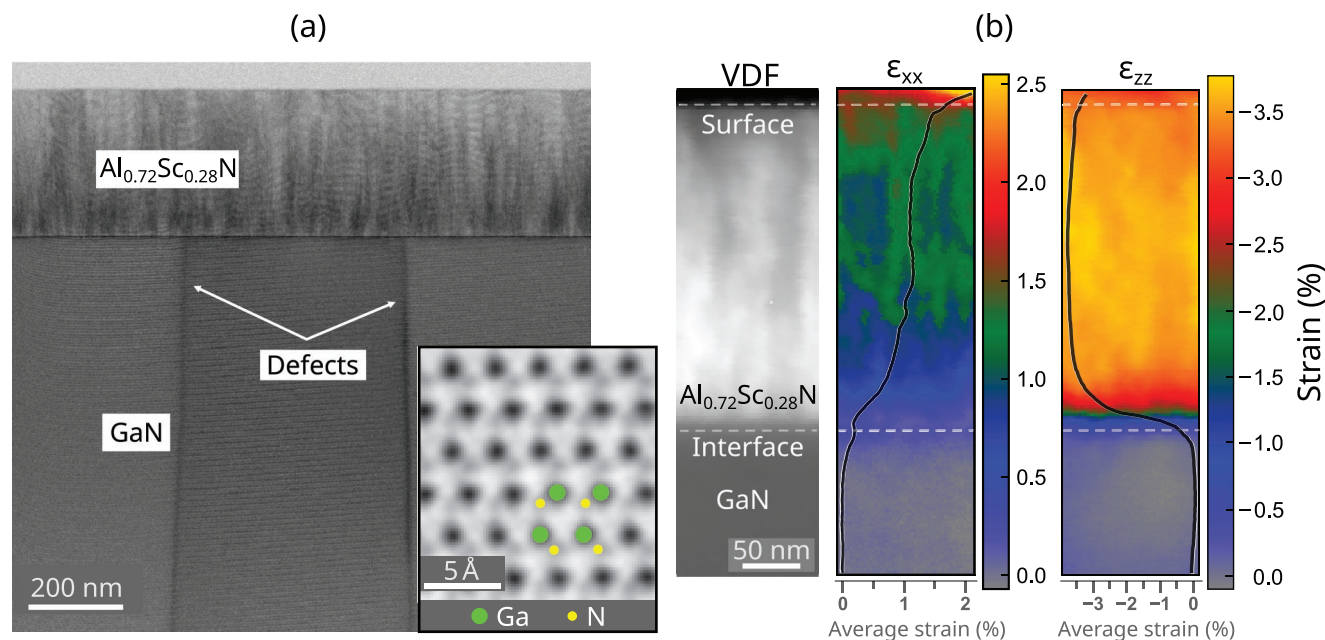 (a)
Al0.72Sc0.28N
Defects
GaN
200 nm
5 Å
Ga
N
(b)
VDF
εxx
εzz
Surface
Al0.72Sc0.28N
Interface
GaN
50 nm
2.5
2.0
1.5
1.0
0.5
0.0
0 1 2
Average strain (%)
−3.5
−3.0
−2.5
−2.0
−1.5
−1.0
−0.5
−0.0
−3 −2 −1 0
Average strain (%)
Strain (%)